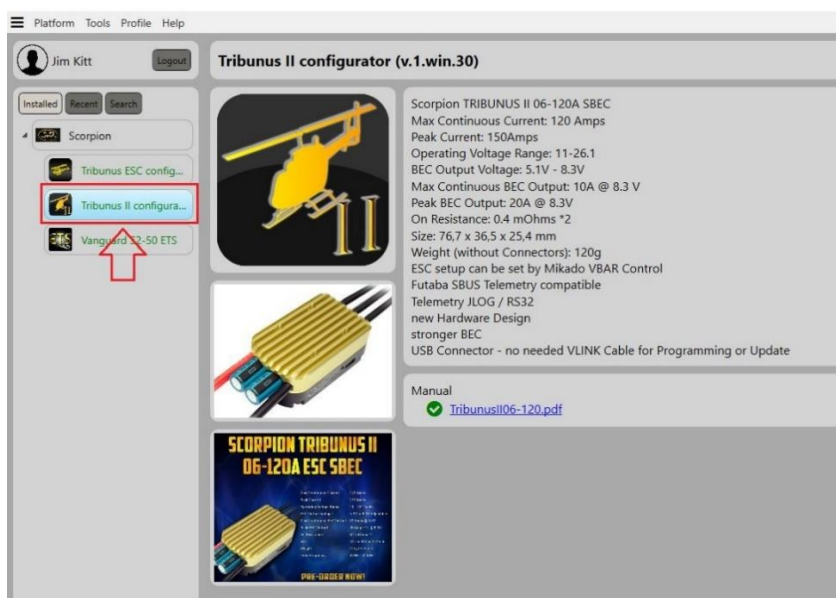 Platform Tools Profile Help
Jim Kitt
Logout
Tribunus II configurator (v.1.win.30)
Installed Recent Search
Scorpion
Tribunus ESC config...
Tribunus II configura...
Vanguard S2-50 ETS
II
Scorpion TRIBUNUS II 06-120A SBEC
Max Continuous Current: 120 Amps
Peak Current: 150Amps
Operating Voltage Range: 11-26.1
BEC Output Voltage: 5.1V - 8.3V
Max Continuous BEC Output: 10A @ 8.3 V
Peak BEC Output: 20A @ 8.3V
On Resistance: 0.4 mOhms *2
Size: 76,7 x 36,5 x 25,4 mm
Weight (without Connectors): 120g
ESC setup can be set by Mikado VBAR Control
Futaba SBUS Telemetry compatible
Telemetry JLOG / RS32
new Hardware Design
stronger BEC
USB Connector - no needed VLINK Cable for Programming or Update
Manual
TribunusII06-120.pdf
SCORPION TRIBUNUS II
06-120A ESC SBEC
PRE-ORDER NOW!